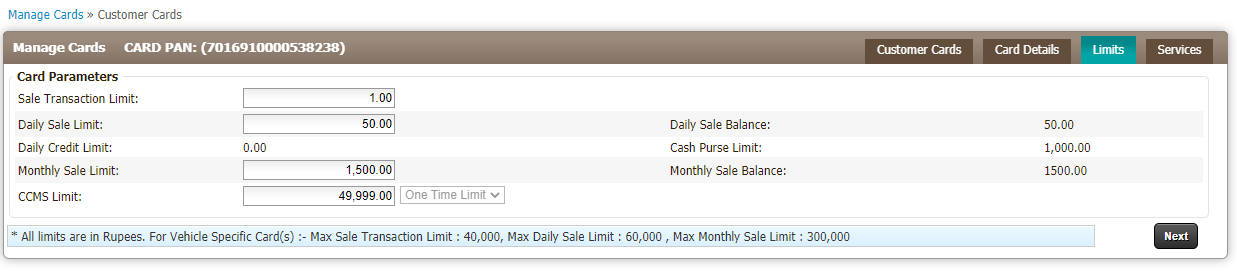 Manage Cards » Customer Cards
Manage Cards CARD PAN: (7016910000538238) Customer Cards Card Details Limits Services
Card Parameters
Sale Transaction Limit: 1.00
Daily Sale Limit: 50.00 Daily Sale Balance: 50.00
Daily Credit Limit: 0.00 Cash Purse Limit: 1,000.00
Monthly Sale Limit: 1,500.00 Monthly Sale Balance: 1500.00
CCMS Limit: 49,999.00 One Time Limit
* All limits are in Rupees. For Vehicle Specific Card(s) :- Max Sale Transaction Limit : 40,000, Max Daily Sale Limit : 60,000 , Max Monthly Sale Limit : 300,000 Next